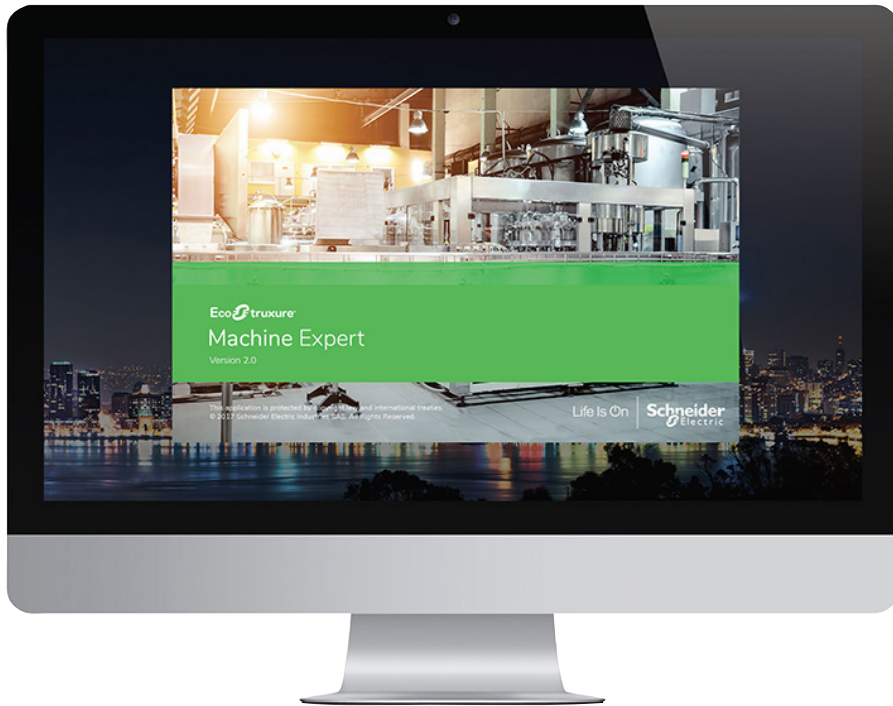 EcoStruxure
Machine Expert
Version 2.0
This application is protected by copyright law and international treaties.
© 2017 Schneider Electric Industries SAS. All Rights Reserved.
Life Is On
Schneider
Electric